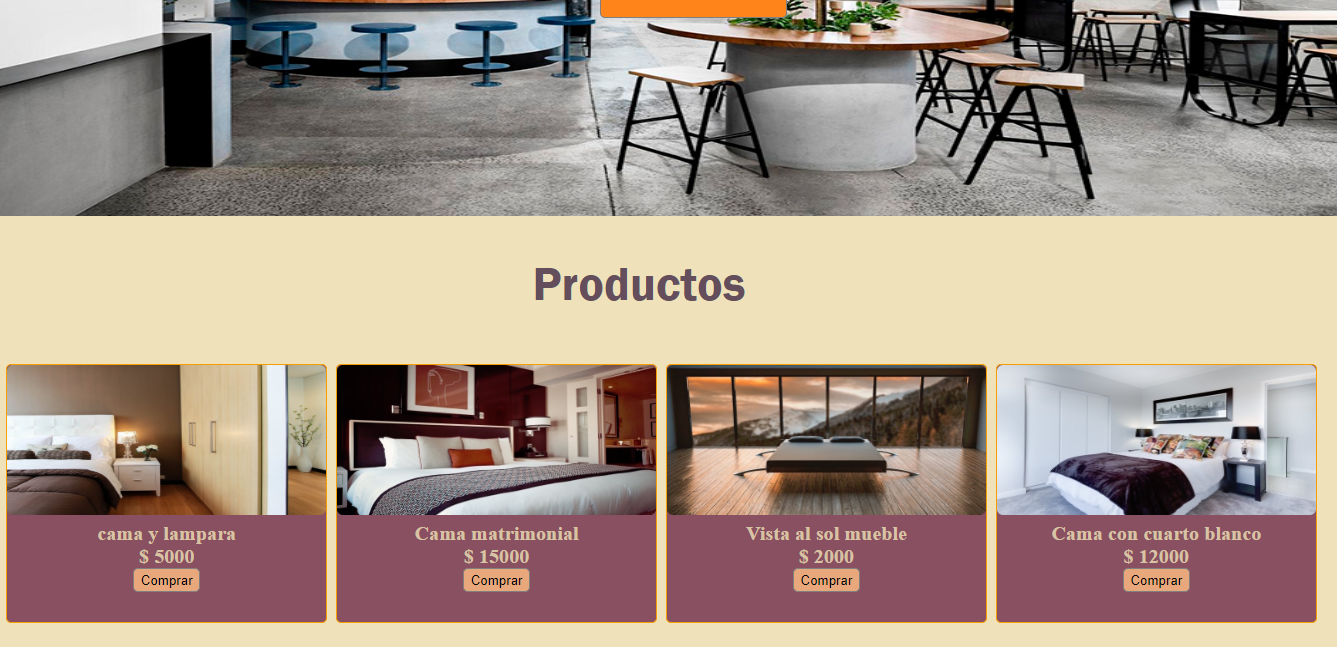 Productos
cama y lampara
$ 5000
Comprar
Cama matrimonial
$ 15000
Comprar
Vista al sol mueble
$ 2000
Comprar
Cama con cuarto blanco
$ 12000
Comprar